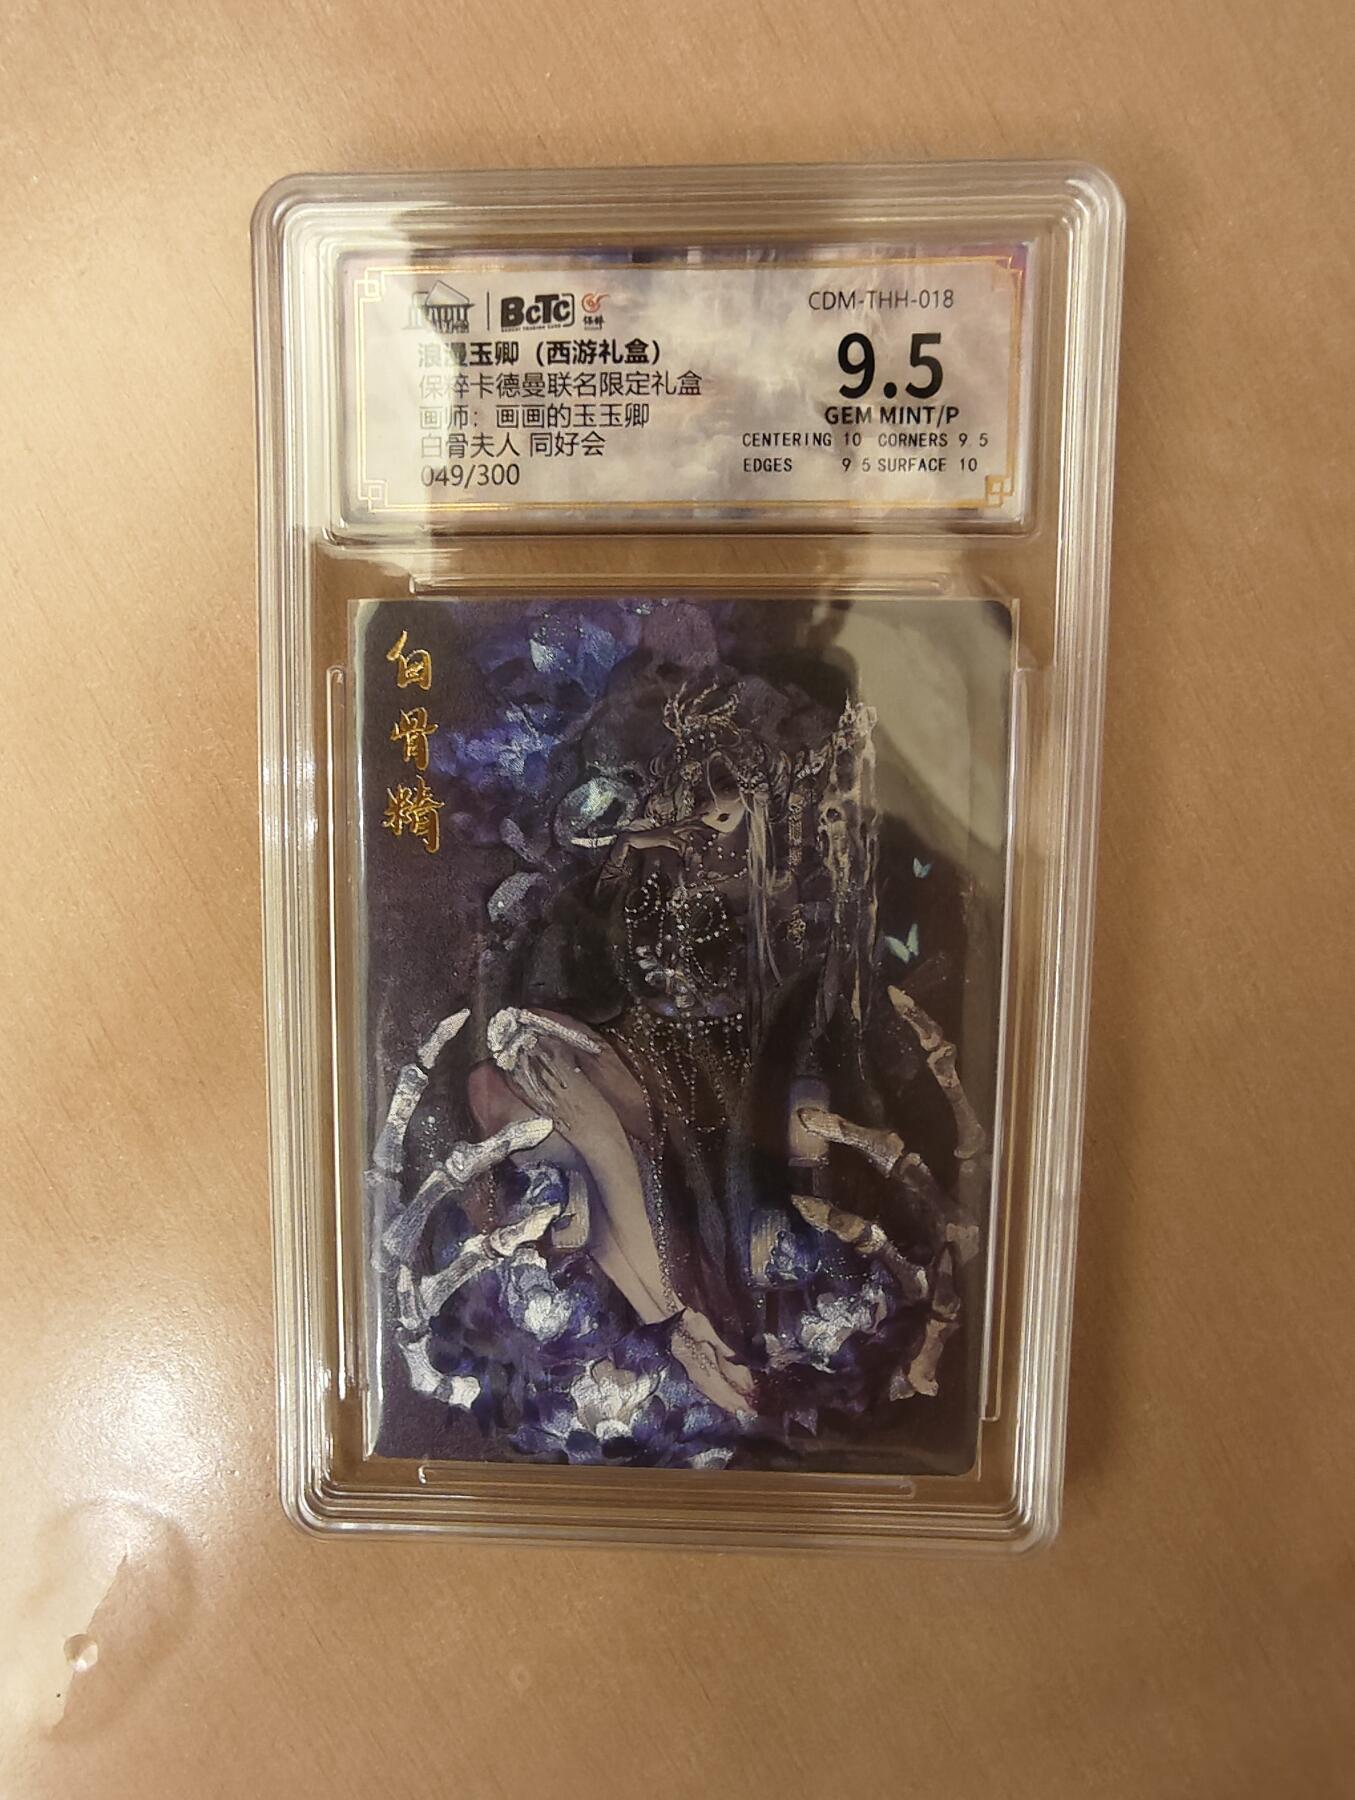 BCTC
保粹
CDM-THH-018
浪漫玉卿（西游礼盒）
保粹卡德曼联名限定礼盒
画师：画画的玉玉卿
白骨夫人 同好会
049/300
9.5
GEM MINT/P
CENTERING 10 CORNERS 9.5
EDGES 9.5 SURFACE 10
白骨精